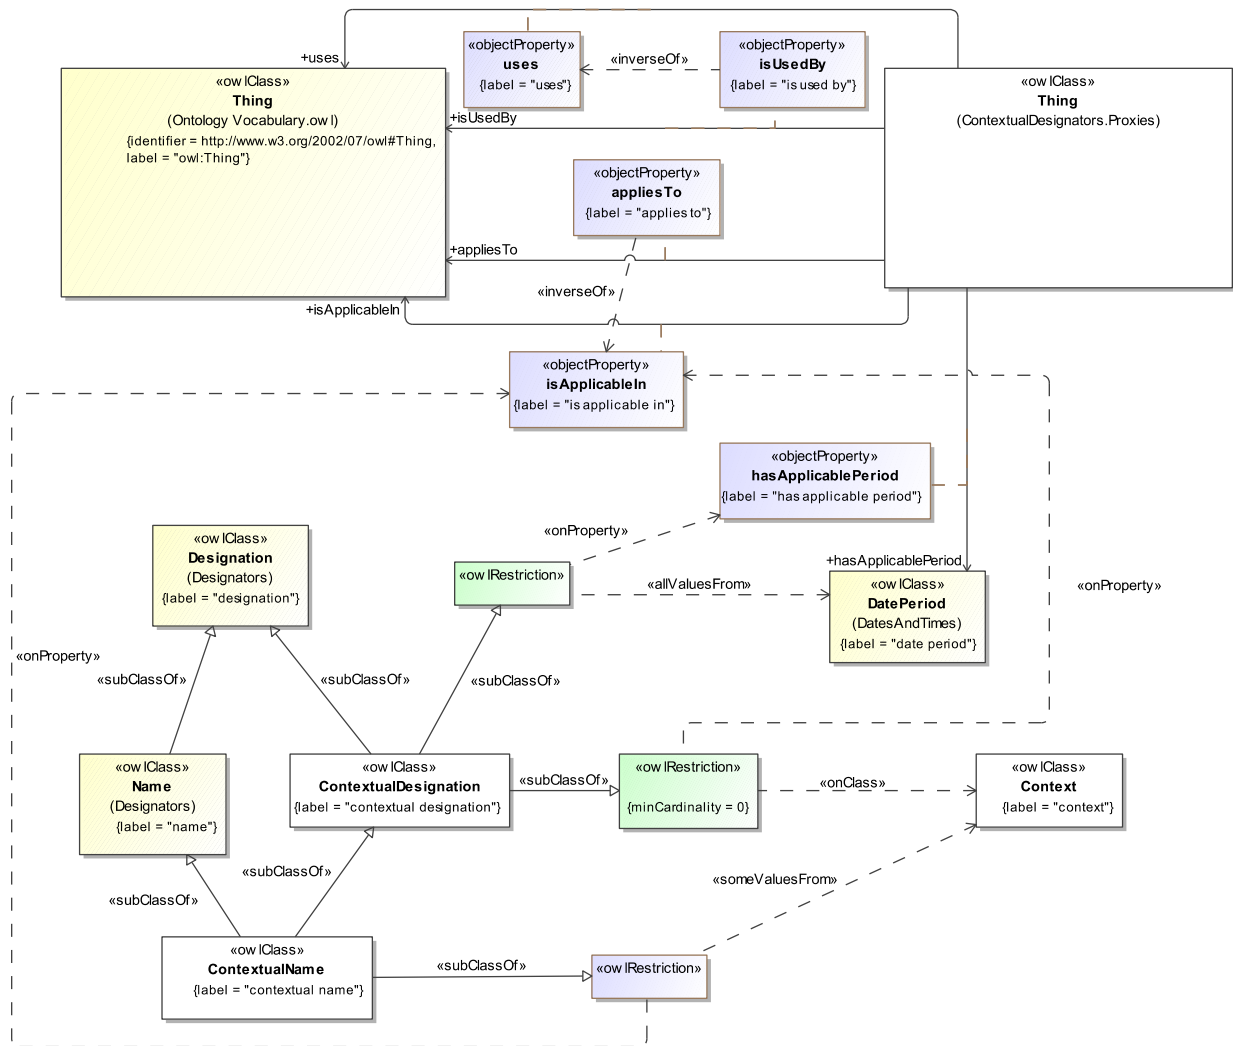 «objectProperty»
uses
{label = "uses"}
«inverseOf»
«objectProperty»
isUsedBy
{label = "is used by"}
+uses
«owlClass»
Thing
(Ontology Vocabulary.owl)
{identifier = http://www.w3.org/2002/07/owl#Thing,
label = "owl:Thing"}
«owlClass»
Thing
(ContextualDesignators.Proxies)
+isUsedBy
«objectProperty»
appliesTo
{label = "applies to"}
+appliesTo
«inverseOf»
+isApplicableIn
«objectProperty»
isApplicableIn
{label = "is applicable in"}
«objectProperty»
hasApplicablePeriod
{label = "has applicable period"}
«onProperty»
«owlClass»
Designation
(Designators)
{label = "designation"}
«owlRestriction»
«allValuesFrom»
+hasApplicablePeriod
«owlClass»
DatePeriod
(DatesAndTimes)
{label = "date period"}
«onProperty»
«onProperty»
«subClassOf»
«subClassOf»
«subClassOf»
«owlClass»
Name
(Designators)
{label = "name"}
«owlClass»
ContextualDesignation
{label = "contextual designation"}
«subClassOf»
«owlRestriction»
{minCardinality = 0}
«onClass»
«owlClass»
Context
{label = "context"}
«subClassOf»
«subClassOf»
«someValuesFrom»
«owlClass»
ContextualName
{label = "contextual name"}
«subClassOf»
«owlRestriction»